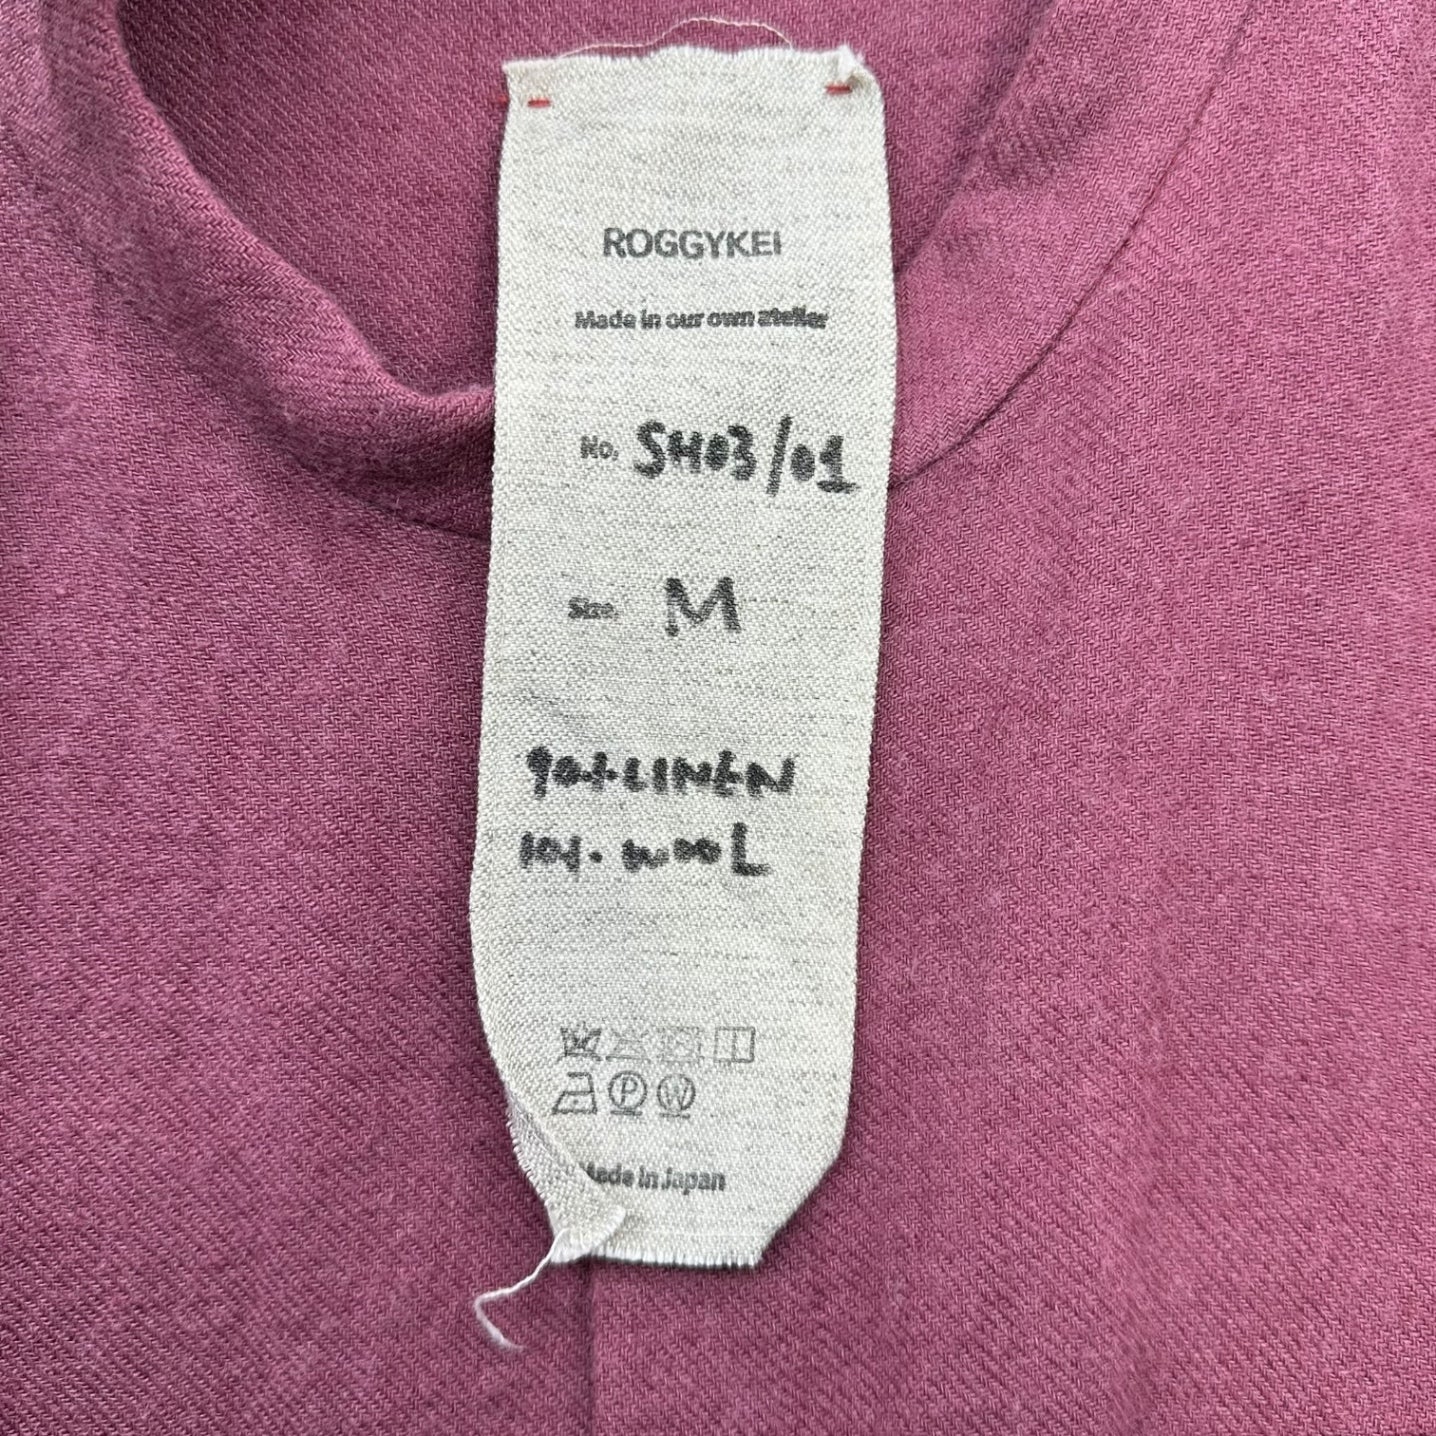 ROGGYKEI
Made in our own atelier
No. SH03/01
Size. M
90% LINEN
10%. WOOL
P W
Made in Japan